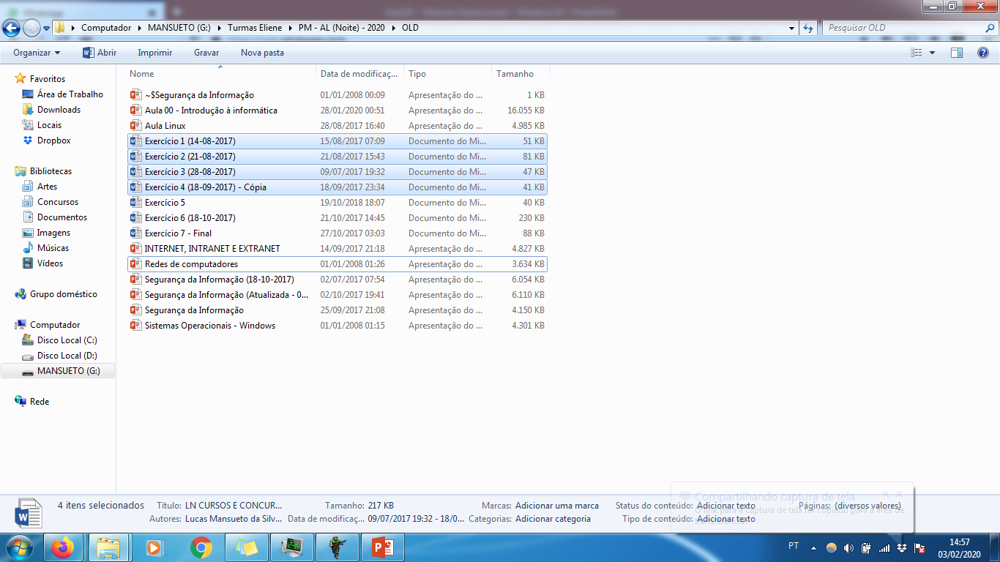 Computador MANSUETO (G:) Turmas Eliene PM - AL (Noite) - 2020 OLD Pesquisar OLD
Organizar Abrir Imprimir Gravar Nova pasta
Nome Data de modificaç... Tipo Tamanho
Favoritos
Área de Trabalho
Downloads
Locais
Dropbox
Bibliotecas
Artes
Concursos
Documentos
Imagens
Músicas
Vídeos
Grupo doméstico
Computador
Disco Local (C:)
Disco Local (D:)
MANSUETO (G:)
Rede
~$Segurança da Informação 01/01/2008 00:09 Apresentação do ... 1 KB
Aula 00 - Introdução à informática 28/01/2020 00:51 Apresentação do ... 16.055 KB
Aula Linux 28/08/2017 16:40 Apresentação do ... 4.985 KB
Exercício 1 (14-08-2017) 15/08/2017 07:09 Documento do Mi... 51 KB
Exercício 2 (21-08-2017) 21/08/2017 15:43 Documento do Mi... 81 KB
Exercício 3 (28-08-2017) 09/07/2017 19:32 Documento do Mi... 47 KB
Exercício 4 (18-09-2017) - Cópia 18/09/2017 23:34 Documento do Mi... 41 KB
Exercício 5 19/10/2018 18:07 Documento do Mi... 40 KB
Exercício 6 (18-10-2017) 21/10/2017 14:45 Documento do Mi... 230 KB
Exercício 7 - Final 27/10/2017 03:03 Documento do Mi... 88 KB
INTERNET, INTRANET E EXTRANET 14/09/2017 21:18 Apresentação do ... 4.827 KB
Redes de computadores 01/01/2008 01:26 Apresentação do ... 3.634 KB
Segurança da Informação (18-10-2017) 02/07/2017 07:54 Apresentação do ... 6.054 KB
Segurança da Informação (Atualizada - 0... 02/10/2017 19:41 Apresentação do ... 6.110 KB
Segurança da Informação 25/09/2017 21:08 Apresentação do ... 4.150 KB
Sistemas Operacionais - Windows 01/01/2008 01:15 Apresentação do ... 4.301 KB
Compartilhando captura de tela
O link para a captura de tela foi copiado para a área de
4 itens selecionados Título: LN CURSOS E CONCUR... Tamanho: 217 KB Marcas: Adicionar uma marca Status do conteúdo: Adicionar texto Páginas: (diversos valores)
Autores: Lucas Mansueto da Silv... Data de modificaç... 09/07/2017 19:32 - 18/0... Categorias: Adicionar categoria Tipo de conteúdo: Adicionar texto
PT 14:57
03/02/2020